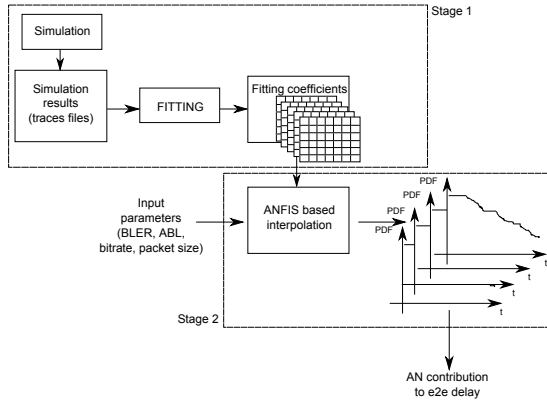 Stage 1
Simulation
Simulation
results
(traces files)
FITTING
Fitting coefficients
Input
parameters
(BLER, ABL,
bitrate, packet size)
ANFIS based
interpolation
PDF
PDF
PDF
PDF
t
t
t
t
Stage 2
AN contribution
to e2e delay